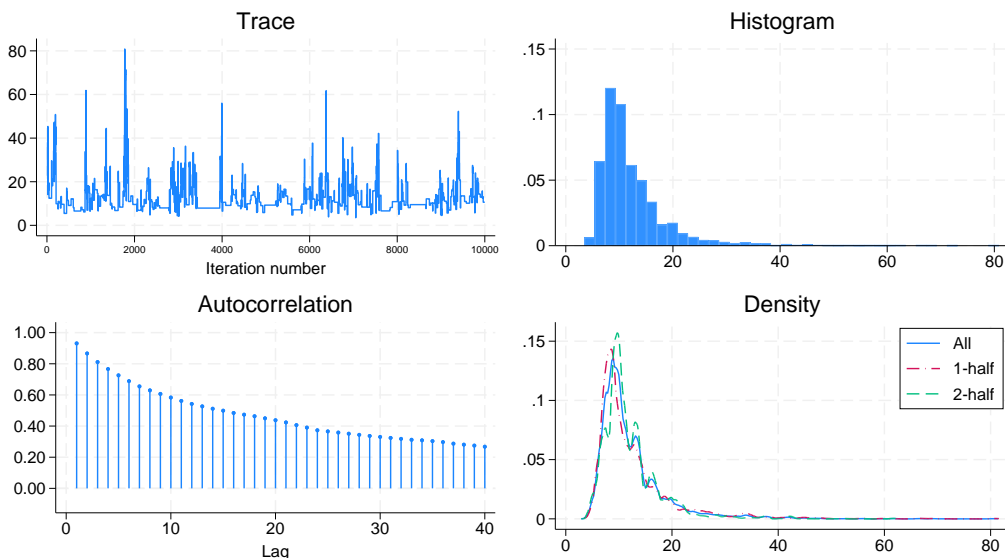 Trace
80
60
40
20
0
0 2000 4000 6000 8000 10000
Iteration number
Histogram
.15
.1
.05
0
0 20 40 60 80
Autocorrelation
1.00
0.80
0.60
0.40
0.20
0.00
0 10 20 30 40
Lag
Density
All
1-half
2-half
.15
.1
.05
0
0 20 40 60 80